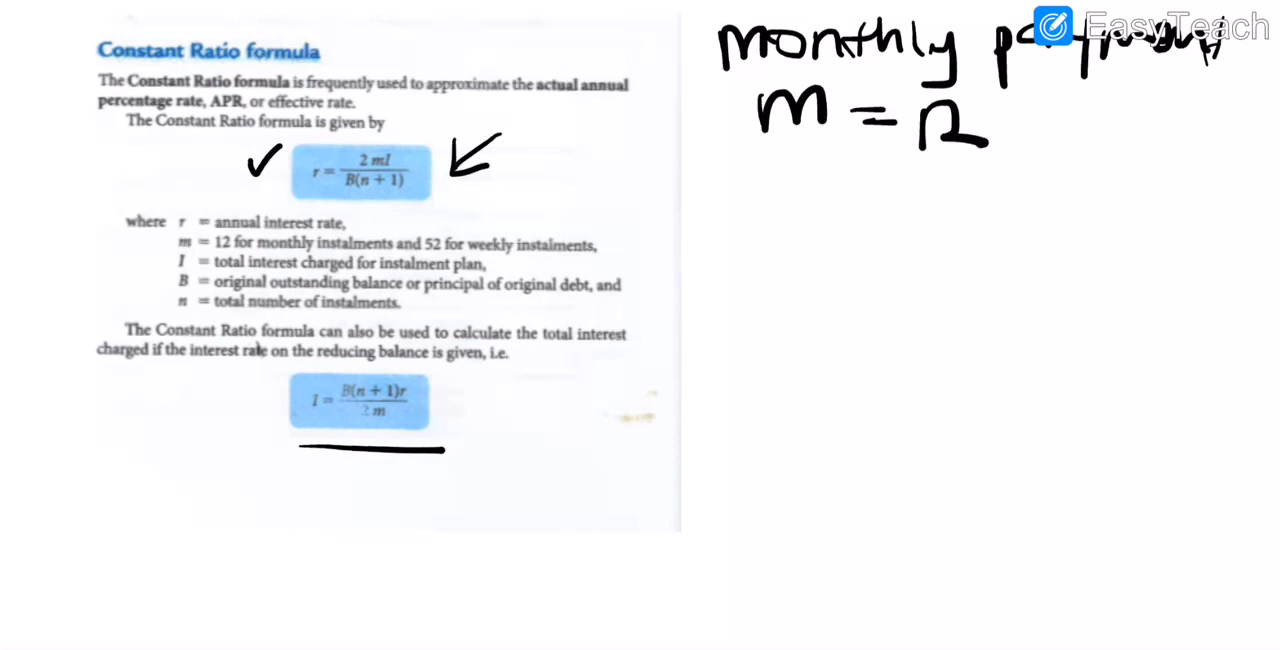 Constant Ratio formula
The Constant Ratio formula is frequently used to approximate the actual annual
percentage rate, APR, or effective rate.
The Constant Ratio formula is given by
r = 2 mI / B(n + 1)
where r = annual interest rate,
m = 12 for monthly instalments and 52 for weekly instalments,
I = total interest charged for instalment plan,
B = original outstanding balance or principal of original debt, and
n = total number of instalments.
The Constant Ratio formula can also be used to calculate the total interest
charged if the interest rate on the reducing balance is given, i.e.
I = B(n + 1)r / 2 m
EasyTeach
monthly payment
m = 12